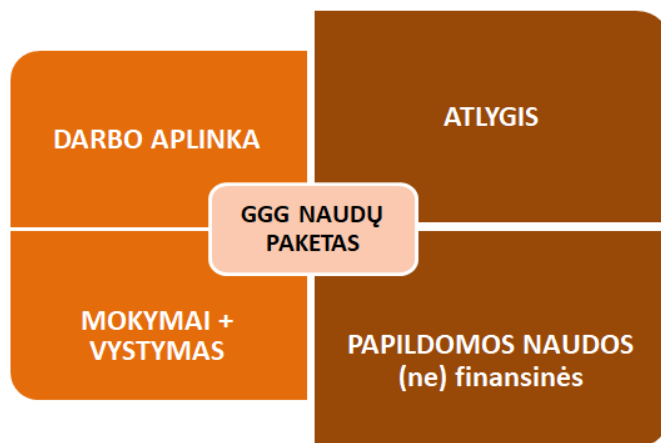 DARBO APLINKA
ATLYGIS
GGG NAUDŲ
PAKETAS
MOKYMAI +
VYSTYMAS
PAPILDOMOS NAUDOS
(ne) finansinės